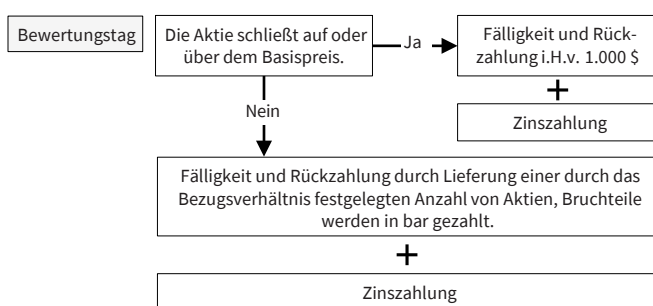 Bewertungstag
Die Aktie schließt auf oder
über dem Basispreis.
Ja
Fälligkeit und Rück-
zahlung i.H.v. 1.000 $
+
Zinszahlung
Nein
Fälligkeit und Rückzahlung durch Lieferung einer durch das
Bezugsverhältnis festgelegten Anzahl von Aktien, Bruchteile
werden in bar gezahlt.
+
Zinszahlung